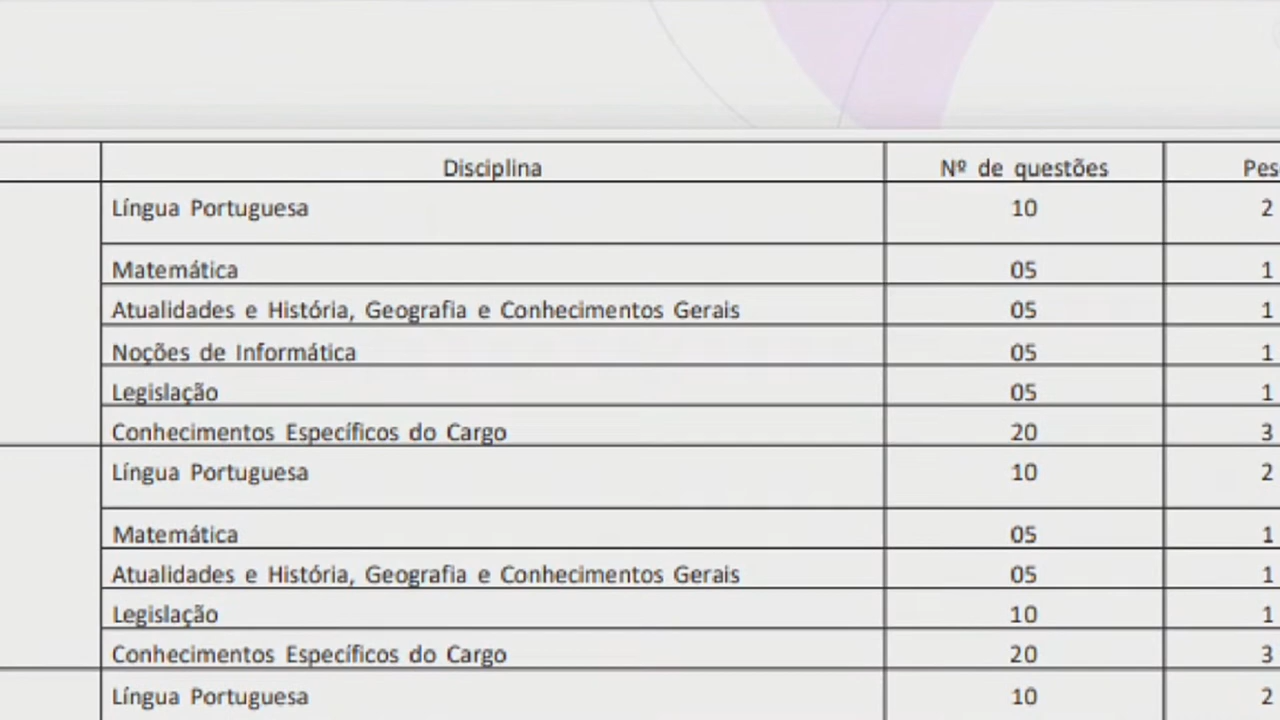 Disciplina Nº de questões Pes
Língua Portuguesa 10 2
Matemática 05 1
Atualidades e História, Geografia e Conhecimentos Gerais 05 1
Noções de Informática 05 1
Legislação 05 1
Conhecimentos Específicos do Cargo 20 3
Língua Portuguesa 10 2
Matemática 05 1
Atualidades e História, Geografia e Conhecimentos Gerais 05 1
Legislação 10 1
Conhecimentos Específicos do Cargo 20 3
Língua Portuguesa 10 2